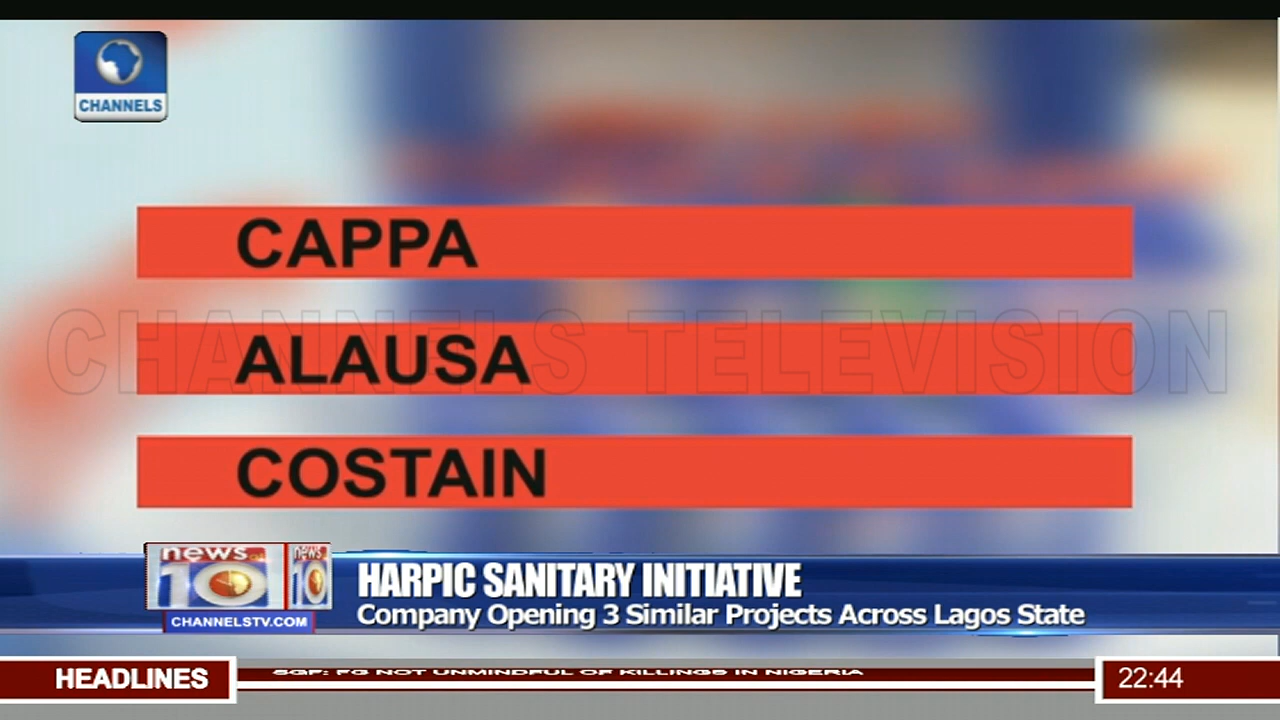 CHANNELS
CAPPA
CHANNELS TELEVISION
ALAUSA
COSTAIN
news
10
news
10
CHANNELSTV.COM
HARPIC SANITARY INITIATIVE
Company Opening 3 Similar Projects Across Lagos State
HEADLINES
SGF: FG NOT UNMINDFUL OF KILLINGS IN NIGERIA
22:44